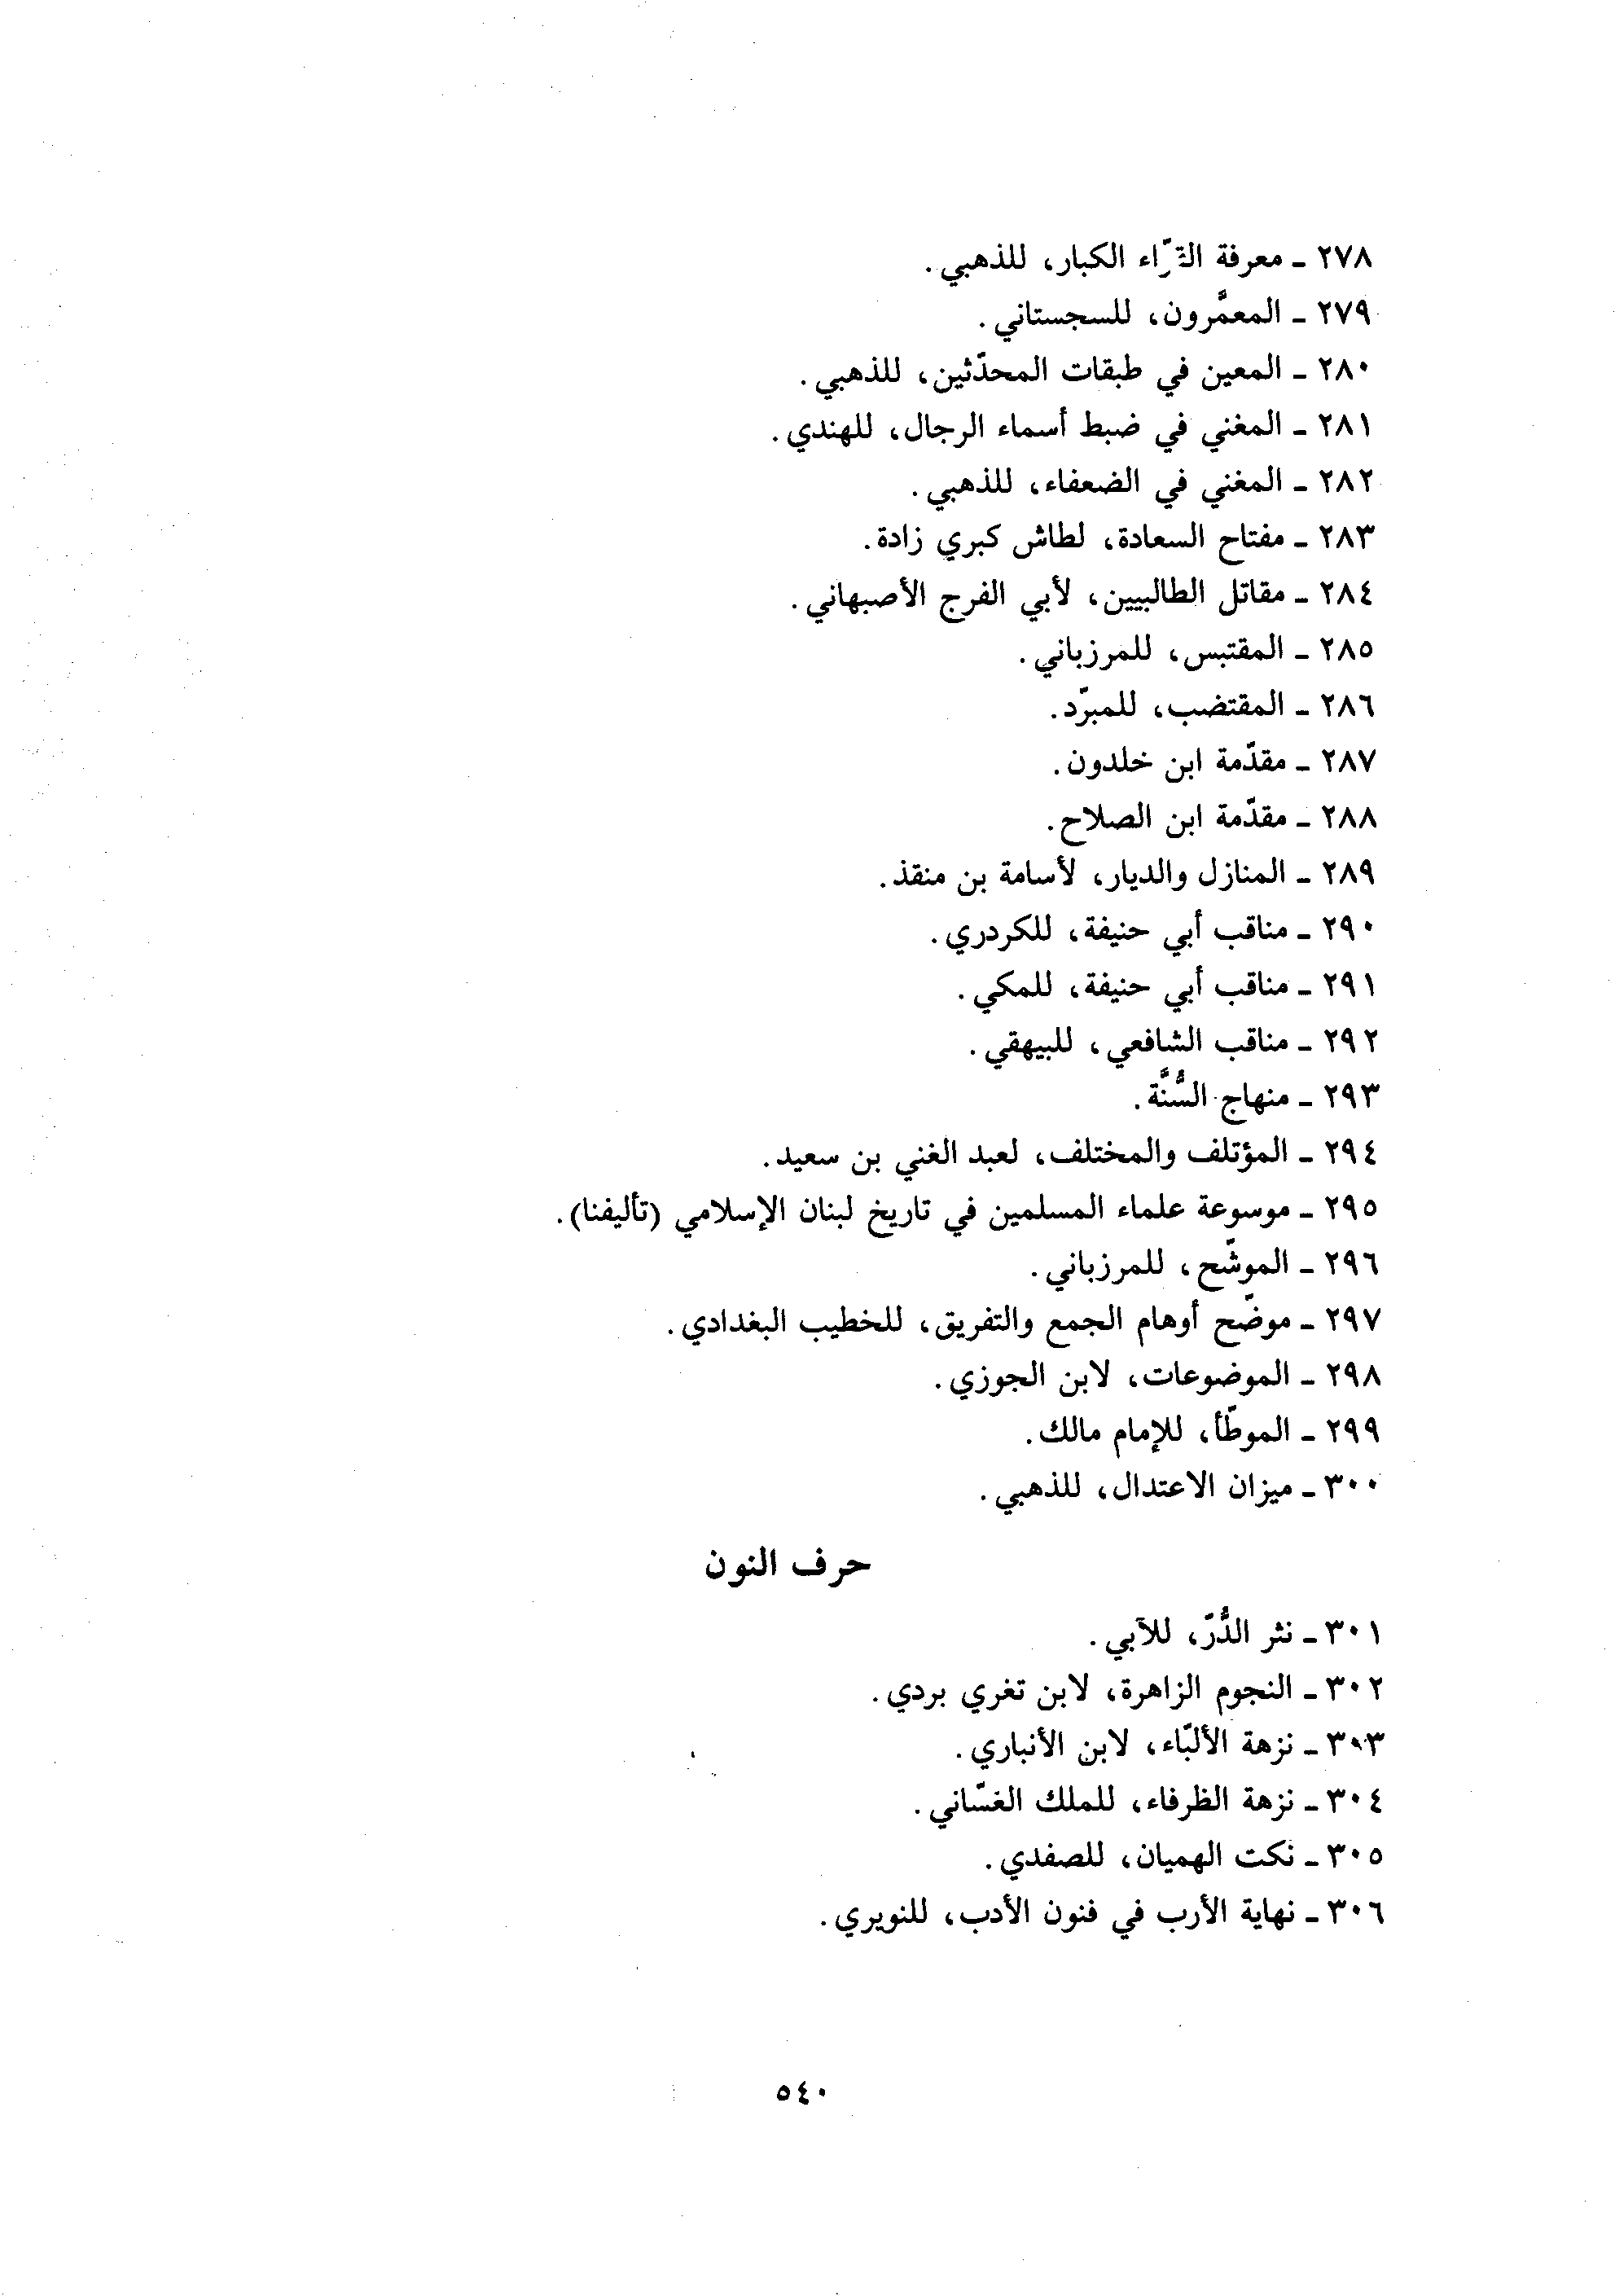 ٢٧٨ - معرفة القرّاء الكبار، للذهبي.
٢٧٩ - المعمَّرون، للسجستاني.
٢٨٠ - المعين في طبقات المحدّثين، للذهبي.
٢٨١ - المغني في ضبط أسماء الرجال، للهندي.
٢٨٢ - المغني في الضعفاء، للذهبي.
٢٨٣ - مفتاح السعادة، لطاش كبري زادة.
٢٨٤ - مقاتل الطالبيين، لأبي الفرج الأصبهاني.
٢٨٥ - المقتبس، للمرزباني.
٢٨٦ - المقتضب، للمبرّد.
٢٨٧ - مقدّمة ابن خلدون.
٢٨٨ - مقدّمة ابن الصلاح.
٢٨٩ - المنازل والديار، لأسامة بن منقذ.
٢٩٠ - مناقب أبي حنيفة، للكردري.
٢٩١ - مناقب أبي حنيفة، للمكي.
٢٩٢ - مناقب الشافعي، للبيهقي.
٢٩٣ - منهاج السُّنَّة.
٢٩٤ - المؤتلف والمختلف، لعبد الغني بن سعيد.
٢٩٥ - موسوعة علماء المسلمين في تاريخ لبنان الإسلامي (تأليفنا).
٢٩٦ - الموشّح، للمرزباني.
٢٩٧ - موضّح أوهام الجمع والتفريق، للخطيب البغدادي.
٢٩٨ - الموضوعات، لابن الجوزي.
٢٩٩ - الموطّأ، للإمام مالك.
٣٠٠ - ميزان الاعتدال، للذهبي.
حرف النون
٣٠١ - نثر الدُّرّ، للآبي.
٣٠٢ - النجوم الزاهرة، لابن تغري بردي.
٣٠٣ - نزهة الألبّاء، لابن الأنباري.
٣٠٤ - نزهة الظرفاء، للملك الغسّاني.
٣٠٥ - نكت الهميان، للصفدي.
٣٠٦ - نهاية الأرب في فنون الأدب، للنويري.
٥٤٠